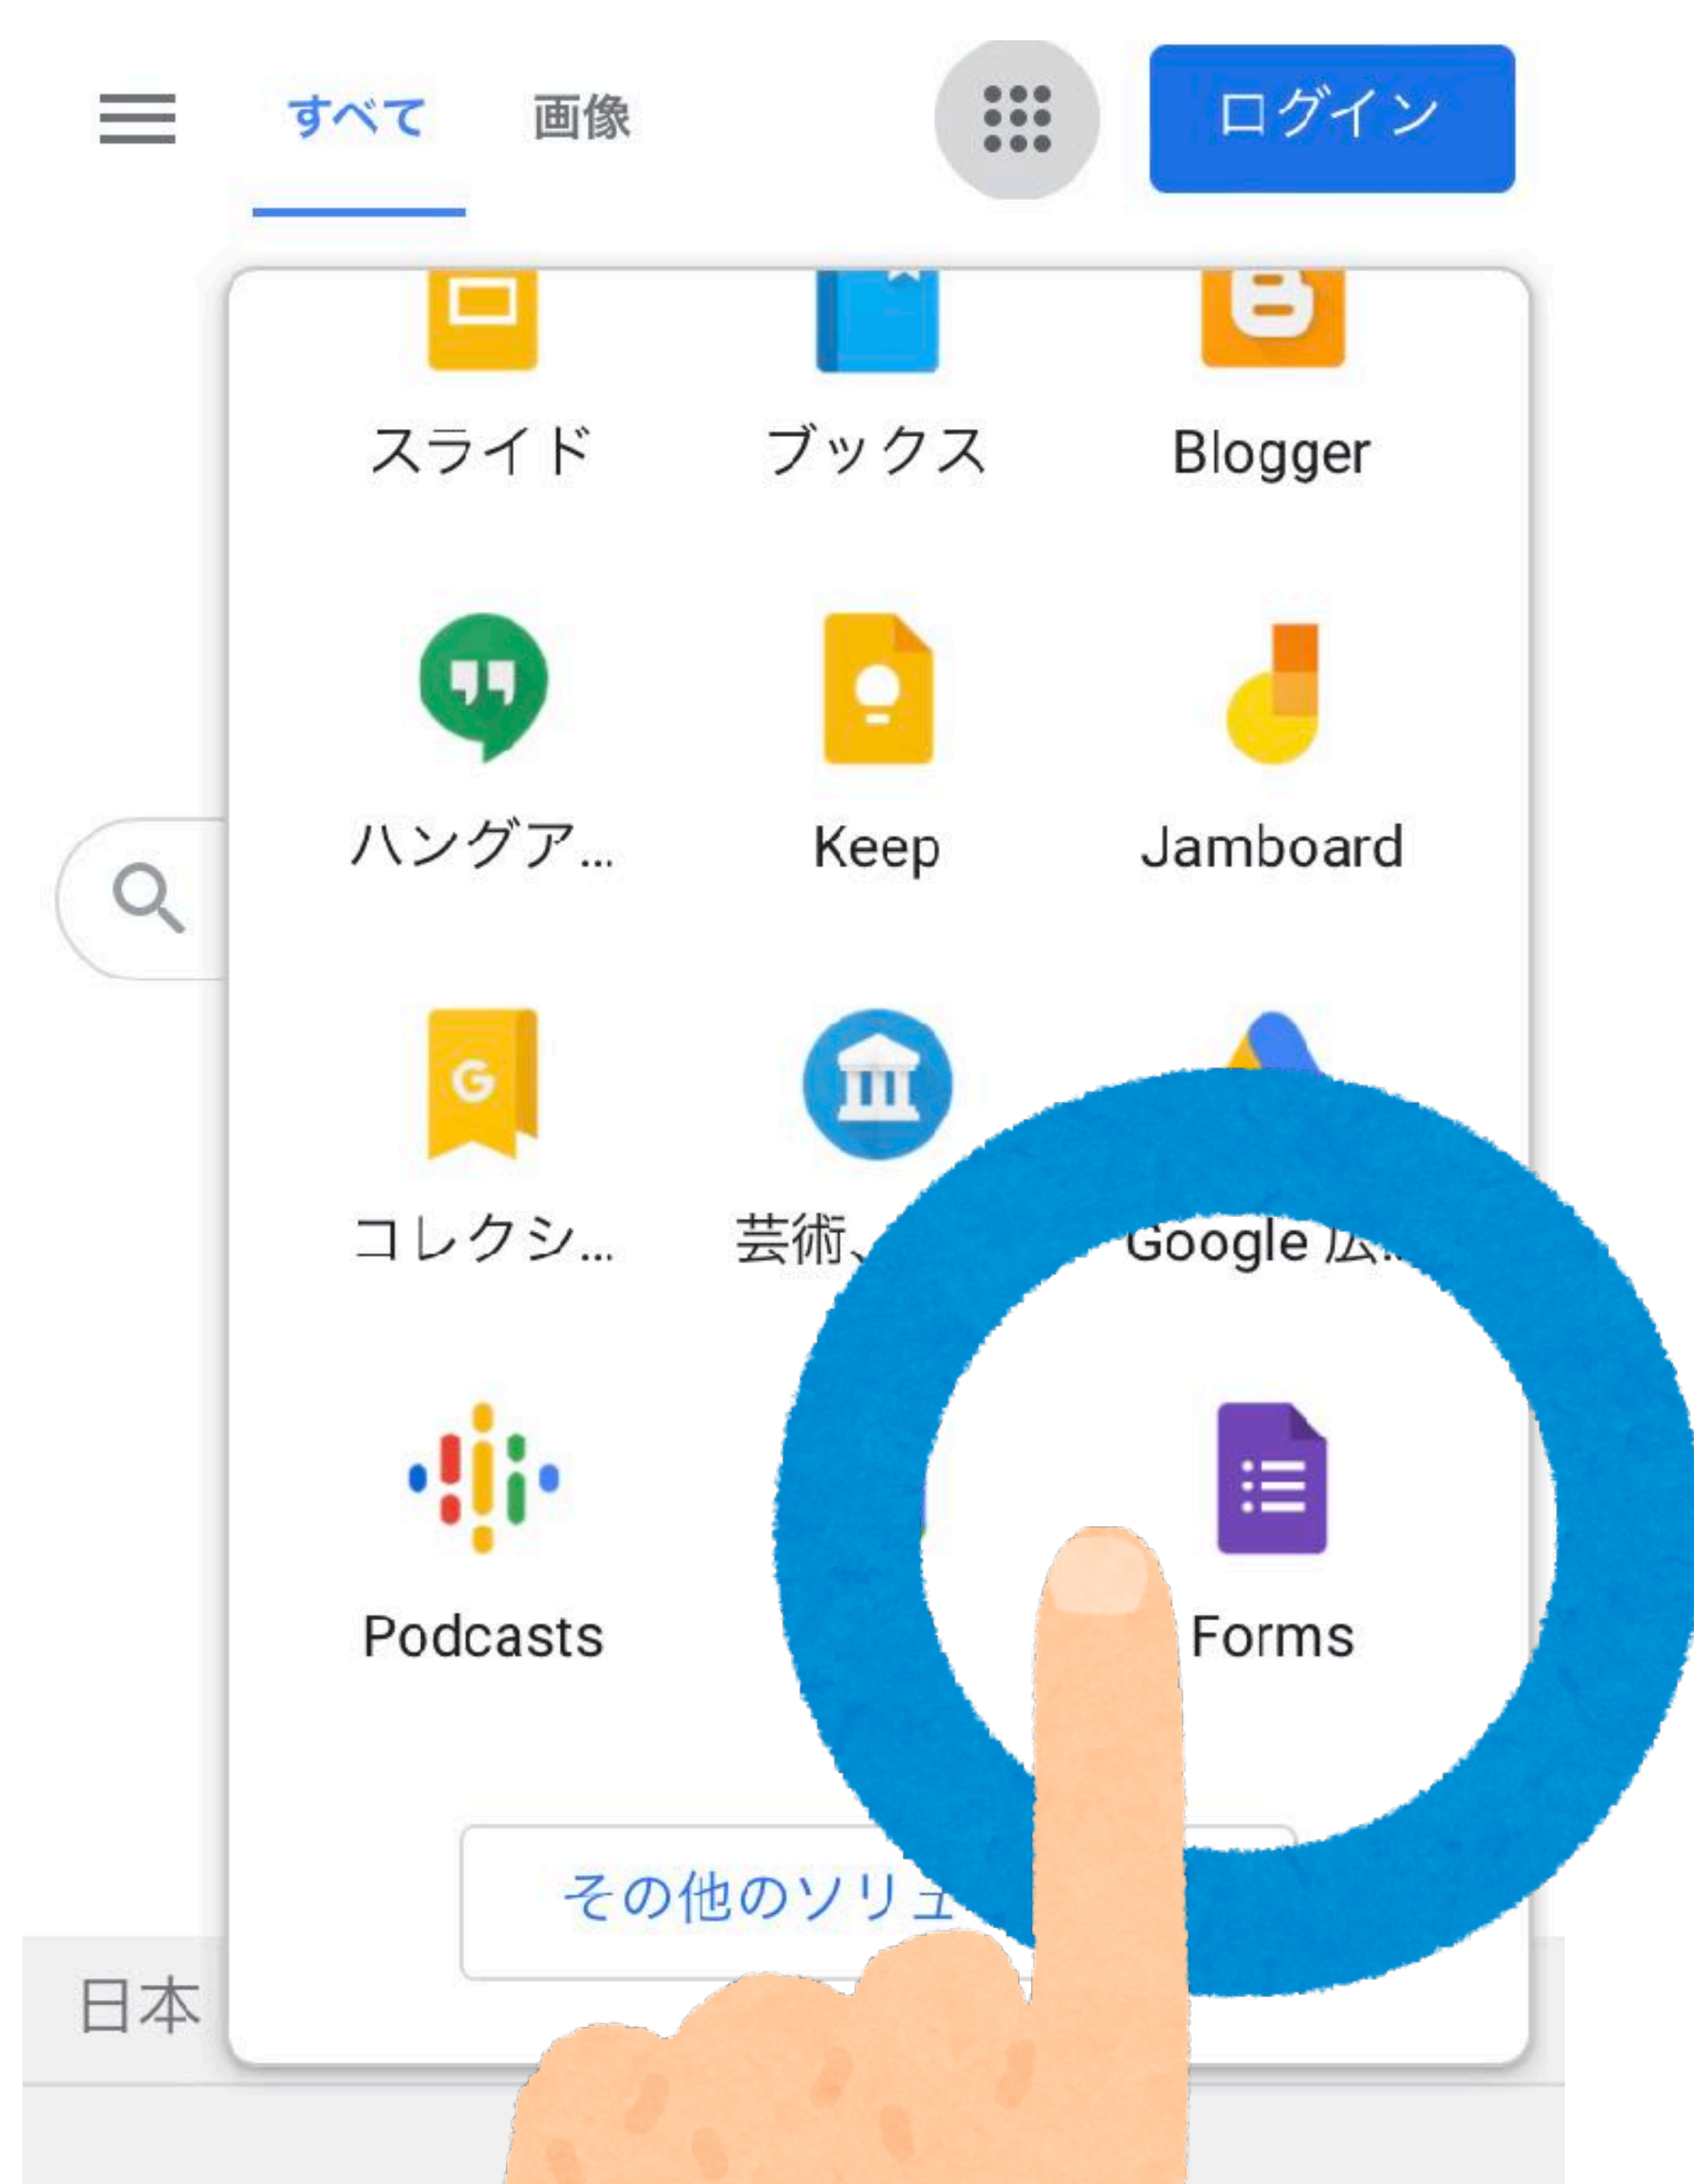 すべて 画像 ログイン
スライド ブックス Blogger
ハングア... Keep Jamboard
コレクシ... 芸術、 Google 広...
Podcasts Forms
その他のソリュ
日本